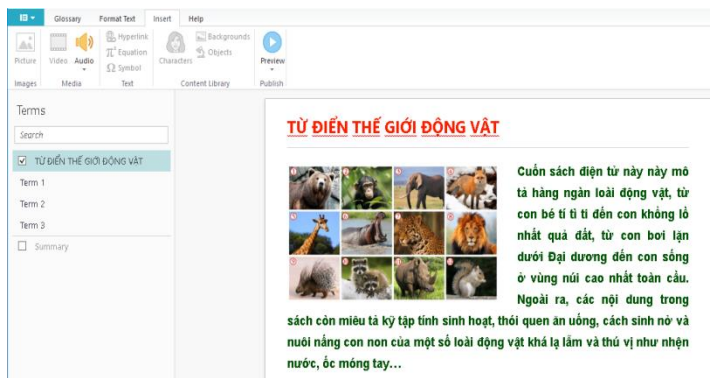 Glossary Format Text Insert Help
Hyperlink
Equation
Symbol
Backgrounds
Objects
Picture Video Audio Characters Preview
Images Media Text Content Library Publish
Terms
Search
TỪ ĐIỂN THẾ GIỚI ĐỘNG VẬT
Term 1
Term 2
Term 3
Summary
TỪ ĐIỂN THẾ GIỚI ĐỘNG VẬT
Cuốn sách điện tử này này mô
tả hàng ngàn loài động vật, từ
con bé tí tì ti đến con khổng lồ
nhất quả đất, từ con bơi lặn
dưới Đại dương đến con sống
ở vùng núi cao nhất toàn cầu.
Ngoài ra, các nội dung trong
sách còn miêu tả kỹ tập tính sinh hoạt, thói quen ăn uống, cách sinh nở và
nuôi nấng con non của một số loài động vật khá lạ lẫm và thú vị như nhện
nước, ốc móng tay...